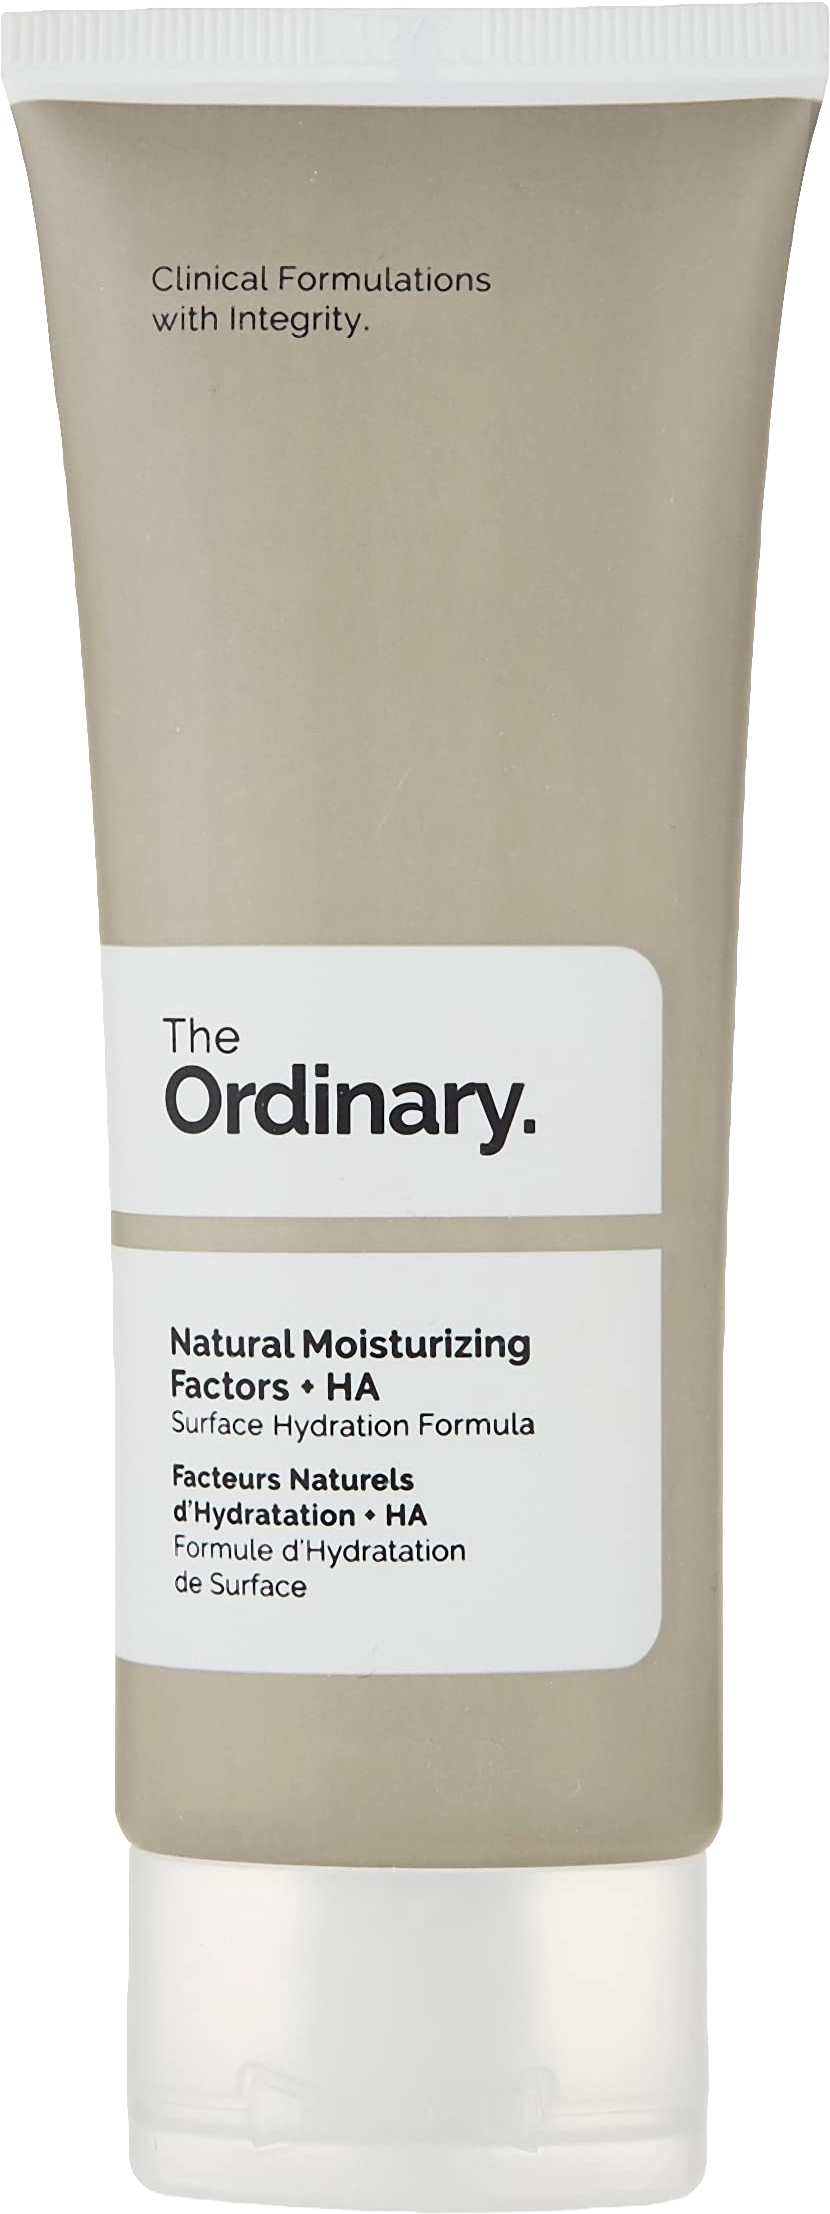 Clinical Formulations
with Integrity.
The
Ordinary.
Natural Moisturizing
Factors + HA
Surface Hydration Formula
Facteurs Naturels
d'Hydratation + HA
Formule d'Hydratation
de Surface